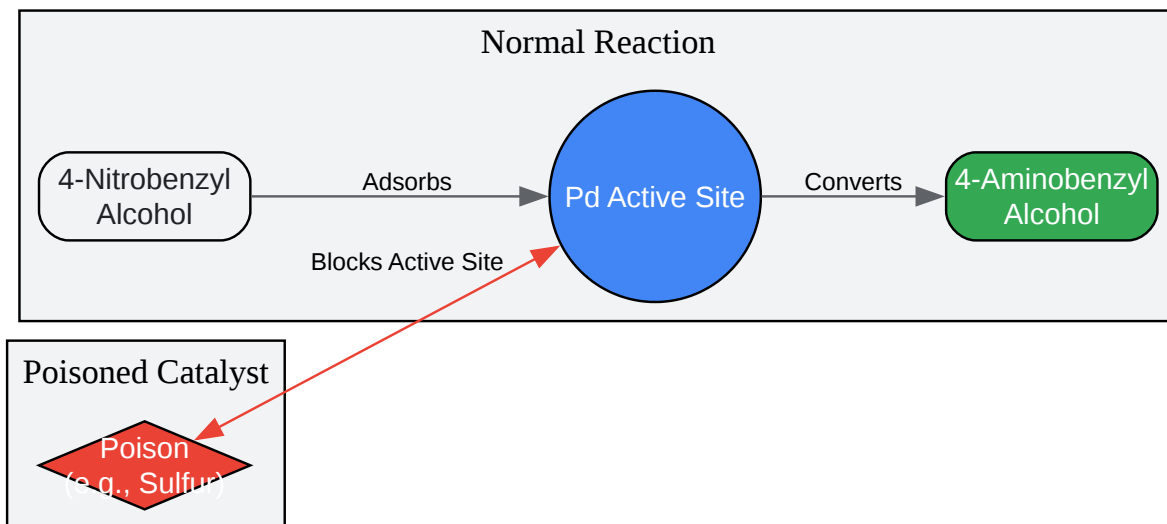 Normal Reaction
4-Nitrobenzyl
Alcohol
Adsorbs
Pd Active Site
Converts
4-Aminobenzyl
Alcohol
Blocks Active Site
Poisoned Catalyst
Poison
(e.g., Sulfur)